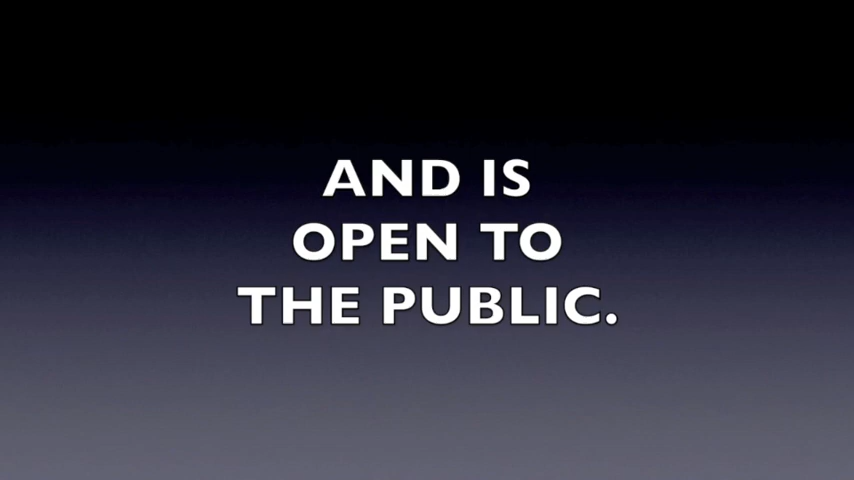 AND IS
OPEN TO
THE PUBLIC.